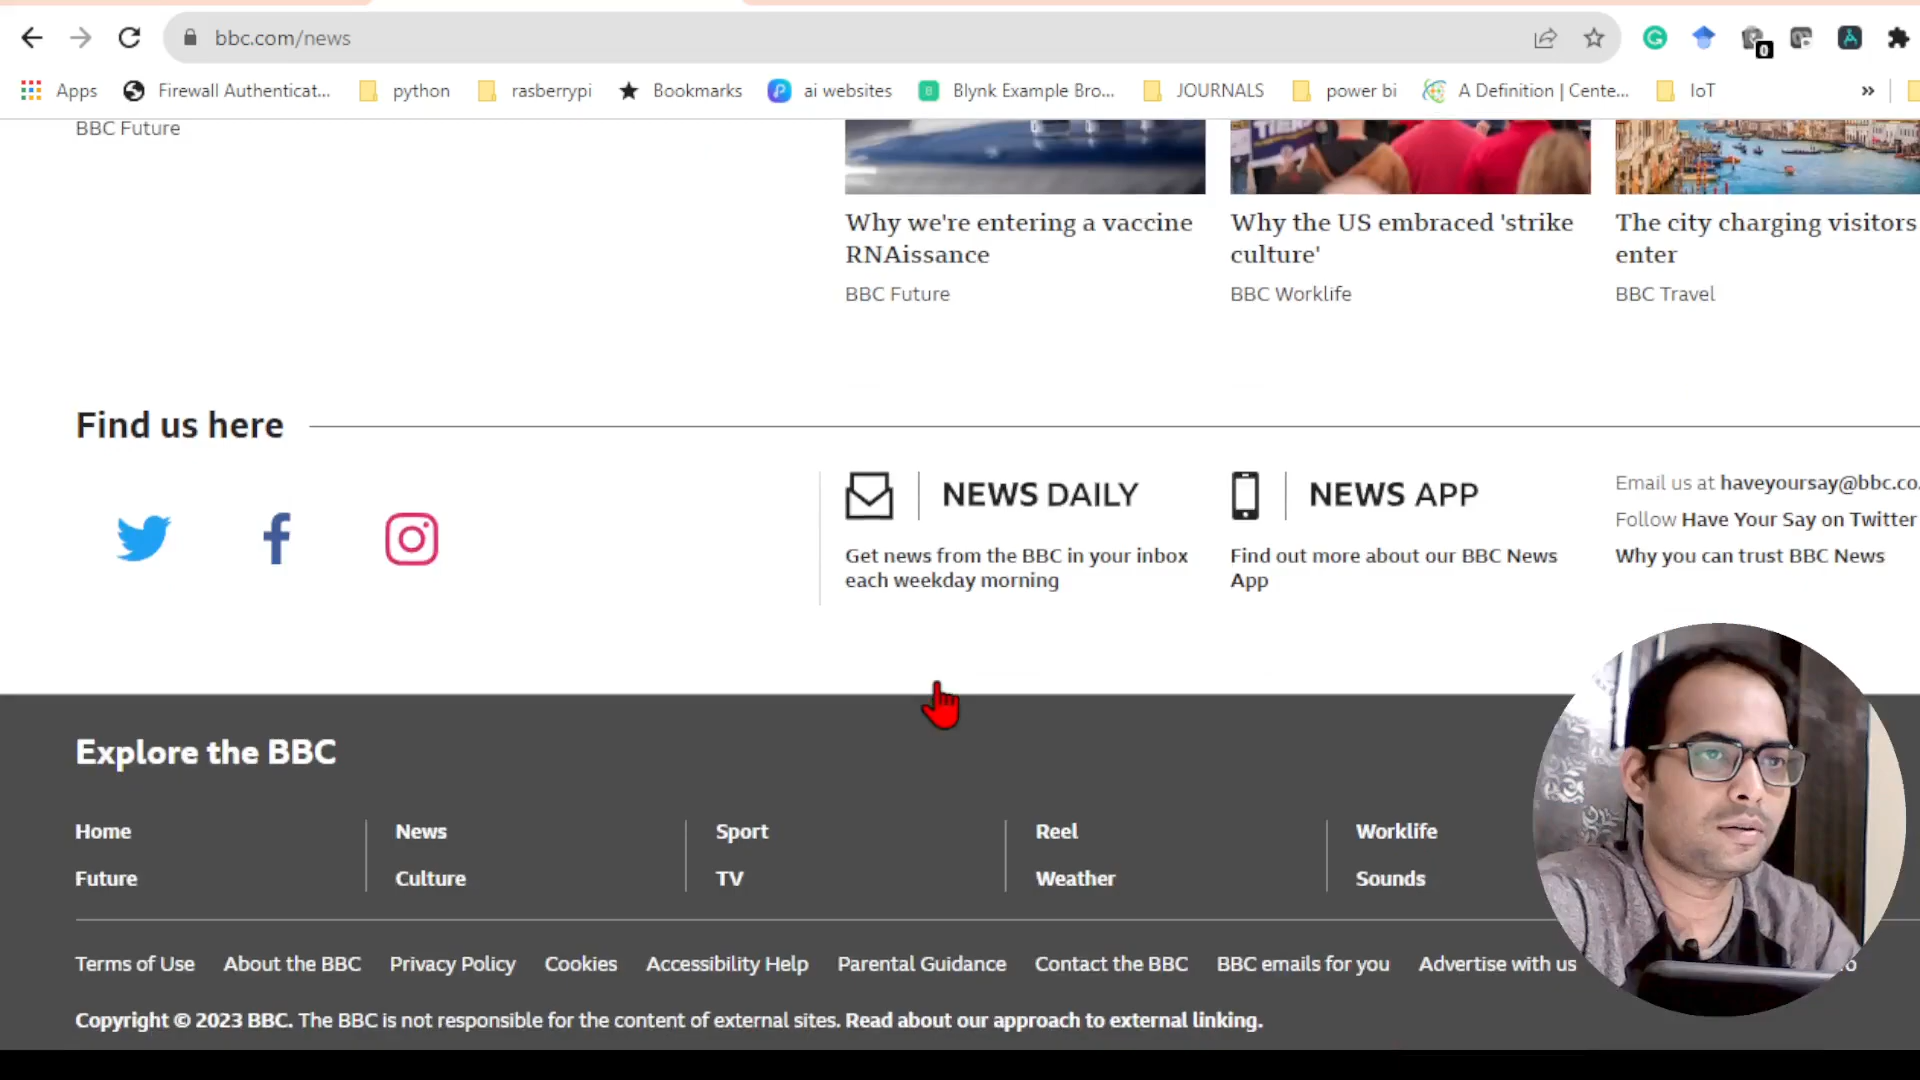 bbc.com/news
0
Apps Firewall Authenticat... python rasberrypi Bookmarks ai websites Blynk Example Bro... JOURNALS power bi A Definition | Cente... IoT »
BBC Future
Why we're entering a vaccine
RNAissance
BBC Future
Why the US embraced 'strike
culture'
BBC Worklife
The city charging visitors
enter
BBC Travel
Find us here
NEWS DAILY
Get news from the BBC in your inbox
each weekday morning
NEWS APP
Find out more about our BBC News
App
Email us at haveyoursay@bbc.co.
Follow Have Your Say on Twitter
Why you can trust BBC News
Explore the BBC
Home News Sport Reel Worklife
Future Culture TV Weather Sounds
Terms of Use About the BBC Privacy Policy Cookies Accessibility Help Parental Guidance Contact the BBC BBC emails for you Advertise with us
Copyright © 2023 BBC. The BBC is not responsible for the content of external sites. Read about our approach to external linking.